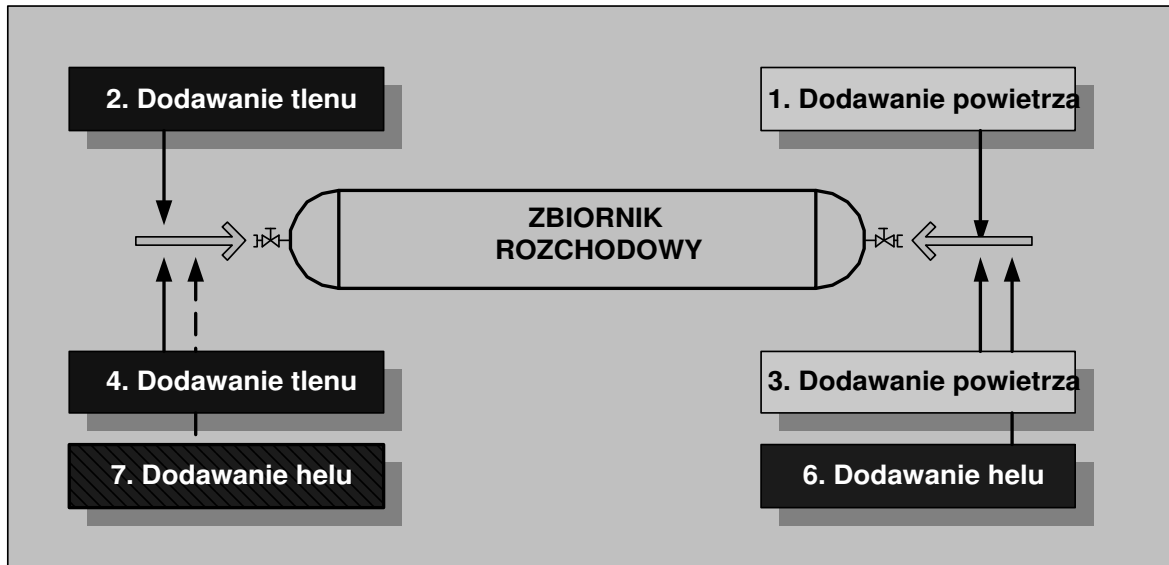 2. Dodawanie tlenu
1. Dodawanie powietrza
ZBIORNIK
ROZCHODOWY
4. Dodawanie tlenu
3. Dodawanie powietrza
7. Dodawanie helu
6. Dodawanie helu